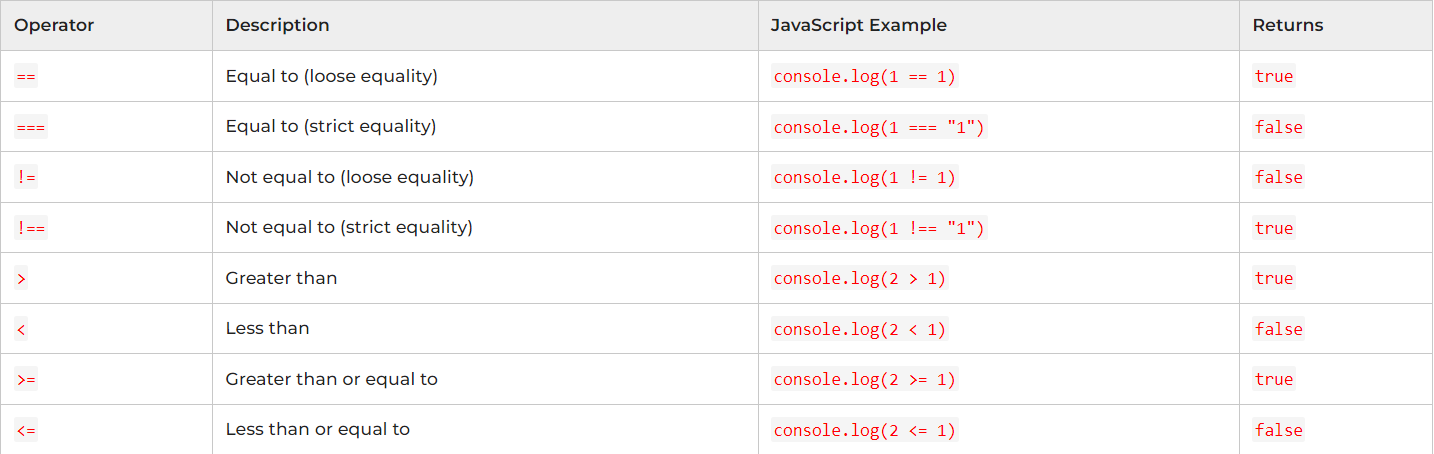 Operator Description JavaScript Example Returns
== Equal to (loose equality) console.log(1 == 1) true
=== Equal to (strict equality) console.log(1 === "1") false
!= Not equal to (loose equality) console.log(1 != 1) false
!== Not equal to (strict equality) console.log(1 !== "1") true
> Greater than console.log(2 > 1) true
< Less than console.log(2 < 1) false
>= Greater than or equal to console.log(2 >= 1) true
<= Less than or equal to console.log(2 <= 1) false